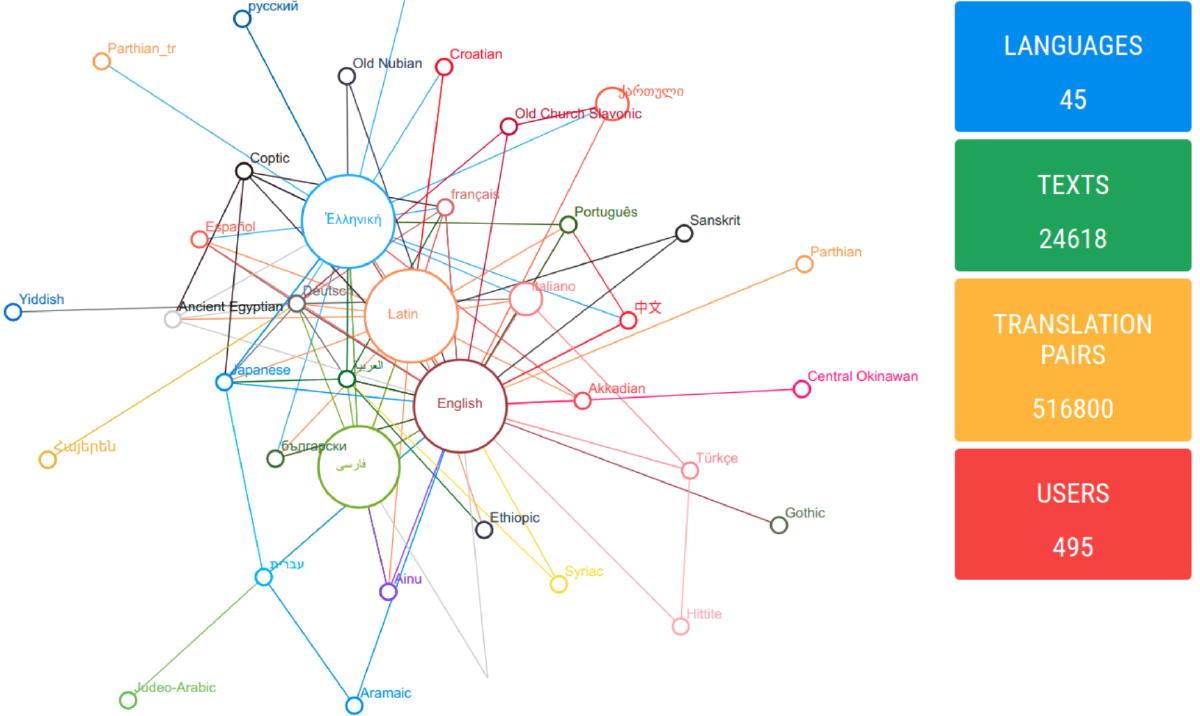 русский
Parthian_tr
Old Nubian
Croatian
ქართული
Old Church Slavonic
Coptic
français
Ἑλληνική
Português
Español
Sanskrit
Parthian
Deutsch
Italiano
Yiddish
Ancient Egyptian
Latin
中文
العربية
Japanese
Central Okinawan
Akkadian
English
Հայերեն
български
فارسی
Türkçe
Ethiopic
Gothic
עברית
Ainu
Syriac
Hittite
Judeo-Arabic
Aramaic
LANGUAGES
45
TEXTS
24618
TRANSLATION
PAIRS
516800
USERS
495